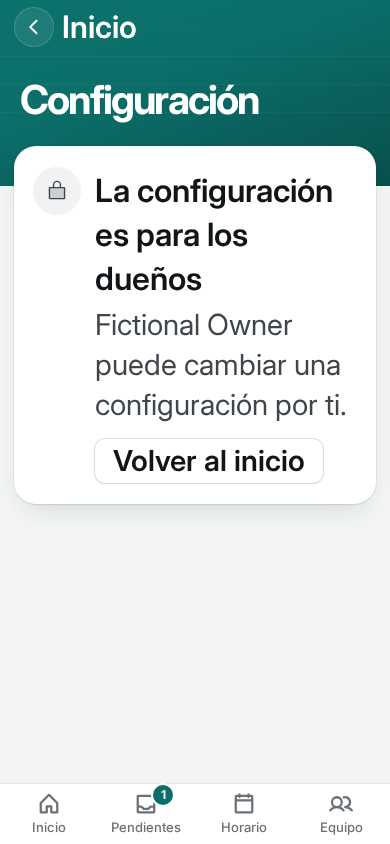 Inicio
Configuración
La configuración
es para los
dueños
Fictional Owner
puede cambiar una
configuración por ti.
Volver al inicio
1
Inicio
Pendientes
Horario
Equipo